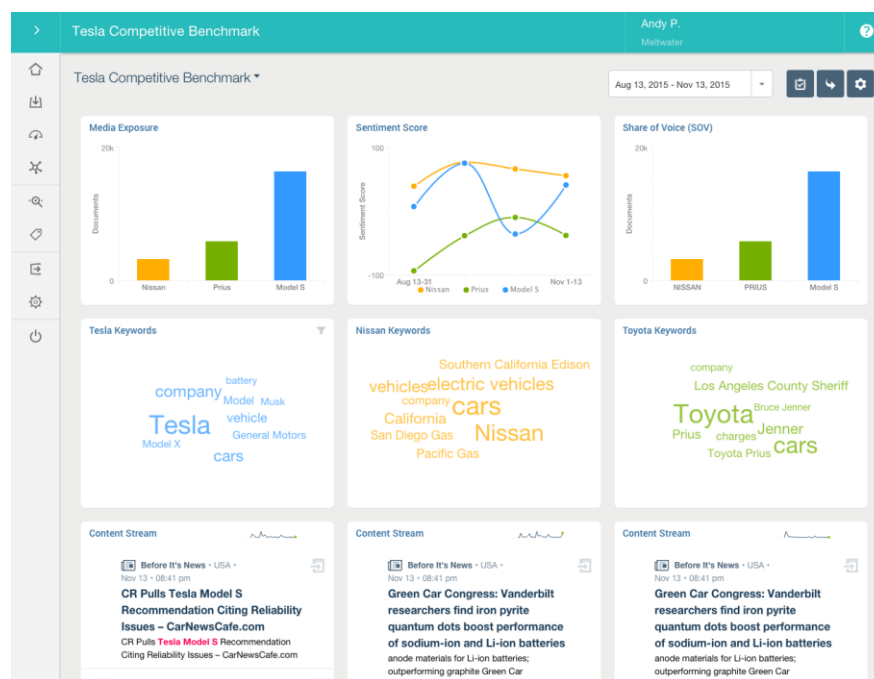 Tesla Competitive Benchmark
Andy P.
Meltwater
?
Tesla Competitive Benchmark
Aug 13, 2015 - Nov 13, 2015
Media Exposure
20k
Documents
0
Nissan Prius Model S
Sentiment Score
100
Sentiment Score
-100
Aug 13-31 Nov 1-13
Nissan Prius Model S
Share of Voice (SOV)
20k
Documents
0
NISSAN PRIUS Model S
Tesla Keywords
battery
company
Model Musk
Tesla vehicle
General Motors
Model X
cars
Nissan Keywords
Southern California Edison
vehicles electric vehicles
company cars
California
San Diego Gas Nissan
Pacific Gas
Toyota Keywords
company
Los Angeles County Sheriff
Toyota Bruce Jenner
Prius charges Jenner
Toyota Prius cars
Content Stream
Before It's News • USA •
Nov 13 • 08:41 pm
CR Pulls Tesla Model S
Recommendation Citing Reliability
Issues – CarNewsCafe.com
CR Pulls Tesla Model S Recommendation
Citing Reliability Issues – CarNewsCafe.com
Content Stream
Before It's News • USA •
Nov 13 • 08:41 pm
Green Car Congress: Vanderbilt
researchers find iron pyrite
quantum dots boost performance
of sodium-ion and Li-ion batteries
anode materials for Li-ion batteries;
outperforming graphite Green Car
Content Stream
Before It's News • USA •
Nov 13 • 08:41 pm
Green Car Congress: Vanderbilt
researchers find iron pyrite
quantum dots boost performance
of sodium-ion and Li-ion batteries
anode materials for Li-ion batteries;
outperforming graphite Green Car